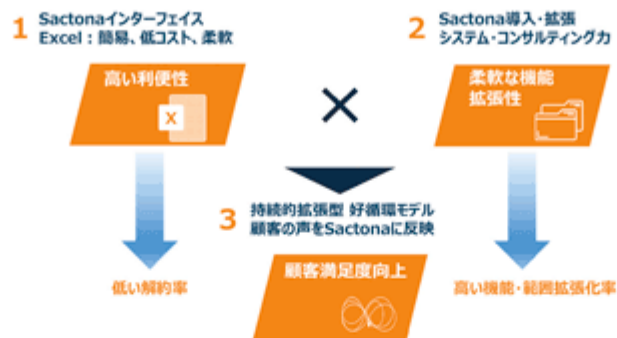 1 Sactonaインターフェイス
Excel：簡易、低コスト、柔軟
高い利便性
X
低い解約率
×
2 Sactona導入・拡張
システム・コンサルティング力
柔軟な機能
拡張性
高い機能・範囲拡張化率
3 持続的拡張型 好循環モデル
顧客の声をSactonaに反映
顧客満足度向上